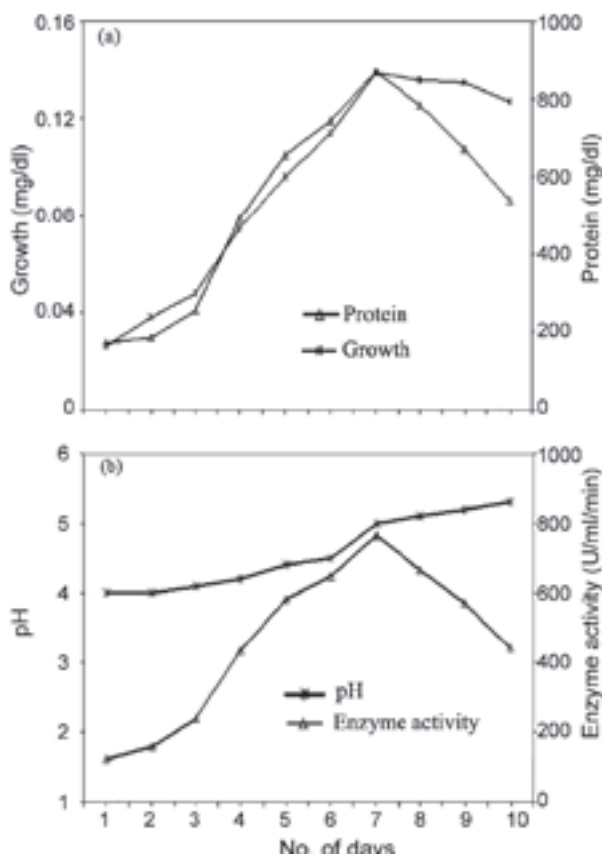 (a)
0.16
0.12
0.08
0.04
0
Growth (mg/dl)
1000
800
600
400
200
0
Protein (mg/dl)
Protein
Growth
(b)
6
5
4
3
2
1
pH
1000
800
600
400
200
0
Enzyme activity (U/ml/min)
pH
Enzyme activity
1 2 3 4 5 6 7 8 9 10
No. of days